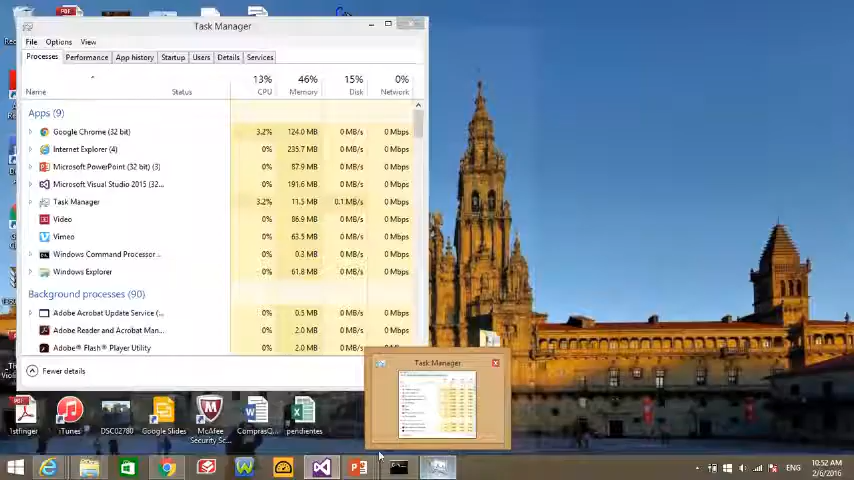 Task Manager
File Options View
Processes Performance App history Startup Users Details Services
13% 46% 15% 0%
Name Status CPU Memory Disk Network
Apps (9)
Google Chrome (32 bit) 3.2% 124.0 MB 0 MB/s 0 Mbps
Internet Explorer (4) 0% 235.7 MB 0 MB/s 0 Mbps
Microsoft PowerPoint (32 bit) (3) 0% 87.9 MB 0 MB/s 0 Mbps
Microsoft Visual Studio 2015 (32... 0% 191.6 MB 0 MB/s 0 Mbps
Task Manager 3.2% 11.5 MB 0.1 MB/s 0 Mbps
Video 0% 86.9 MB 0 MB/s 0 Mbps
Vimeo 0% 63.5 MB 0 MB/s 0 Mbps
Windows Command Processor... 0% 0.3 MB 0 MB/s 0 Mbps
Windows Explorer 0% 61.8 MB 0 MB/s 0 Mbps
Background processes (90)
Adobe Acrobat Update Service (... 0% 0.5 MB 0 MB/s 0 Mbps
Adobe Reader and Acrobat Man... 0% 2.0 MB 0 MB/s 0 Mbps
Adobe® Flash® Player Utility 0% 2.0 MB 0 MB/s 0 Mbps
Task Manager
Fewer details
1stfinger iTunes DSC02780 Google Slides McAfee Security Sc... ComprasQ... pendientes
ENG 10:52 AM
2/6/2016